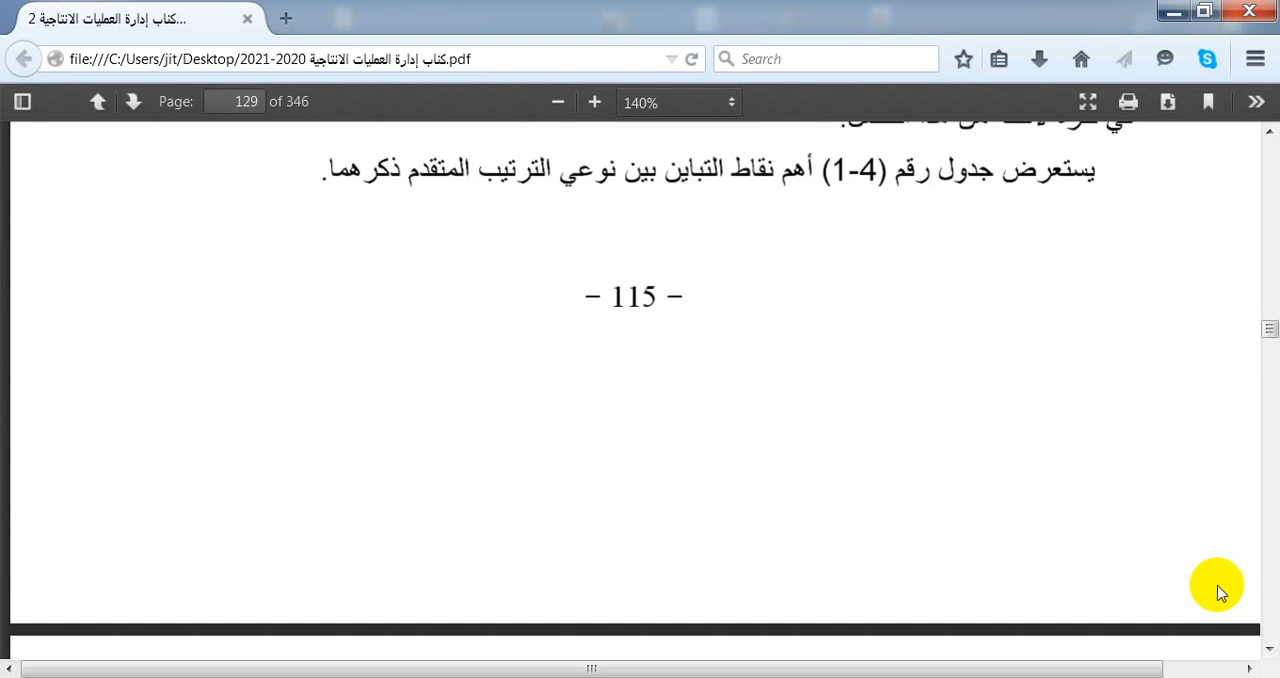 كتاب إدارة العمليات الانتاجية 2...
file:///C:/Users/jit/Desktop/2021-2020 كتاب إدارة العمليات الانتاجية.pdf
Search
Page: 129 of 346
140%
يستعرض جدول رقم (4-1) أهم نقاط التباين بين نوعي الترتيب المتقدم ذكرهما.
– 115 –